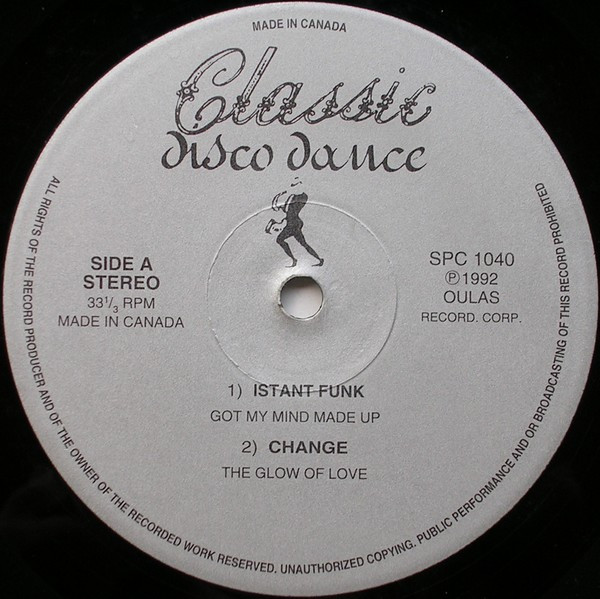 MADE IN CANADA
Classic
disco dance
SIDE A
STEREO
33 1/3 RPM
MADE IN CANADA
SPC 1040
℗ 1992
OULAS
RECORD. CORP.
1) ISTANT FUNK
GOT MY MIND MADE UP
2) CHANGE
THE GLOW OF LOVE
ALL RIGHTS OF THE RECORD PRODUCER AND OF THE OWNER OF THE RECORDED WORK RESERVED. UNAUTHORIZED COPYING. PUBLIC PERFORMANCE AND/OR BROADCASTING OF THIS RECORD PROHIBITED